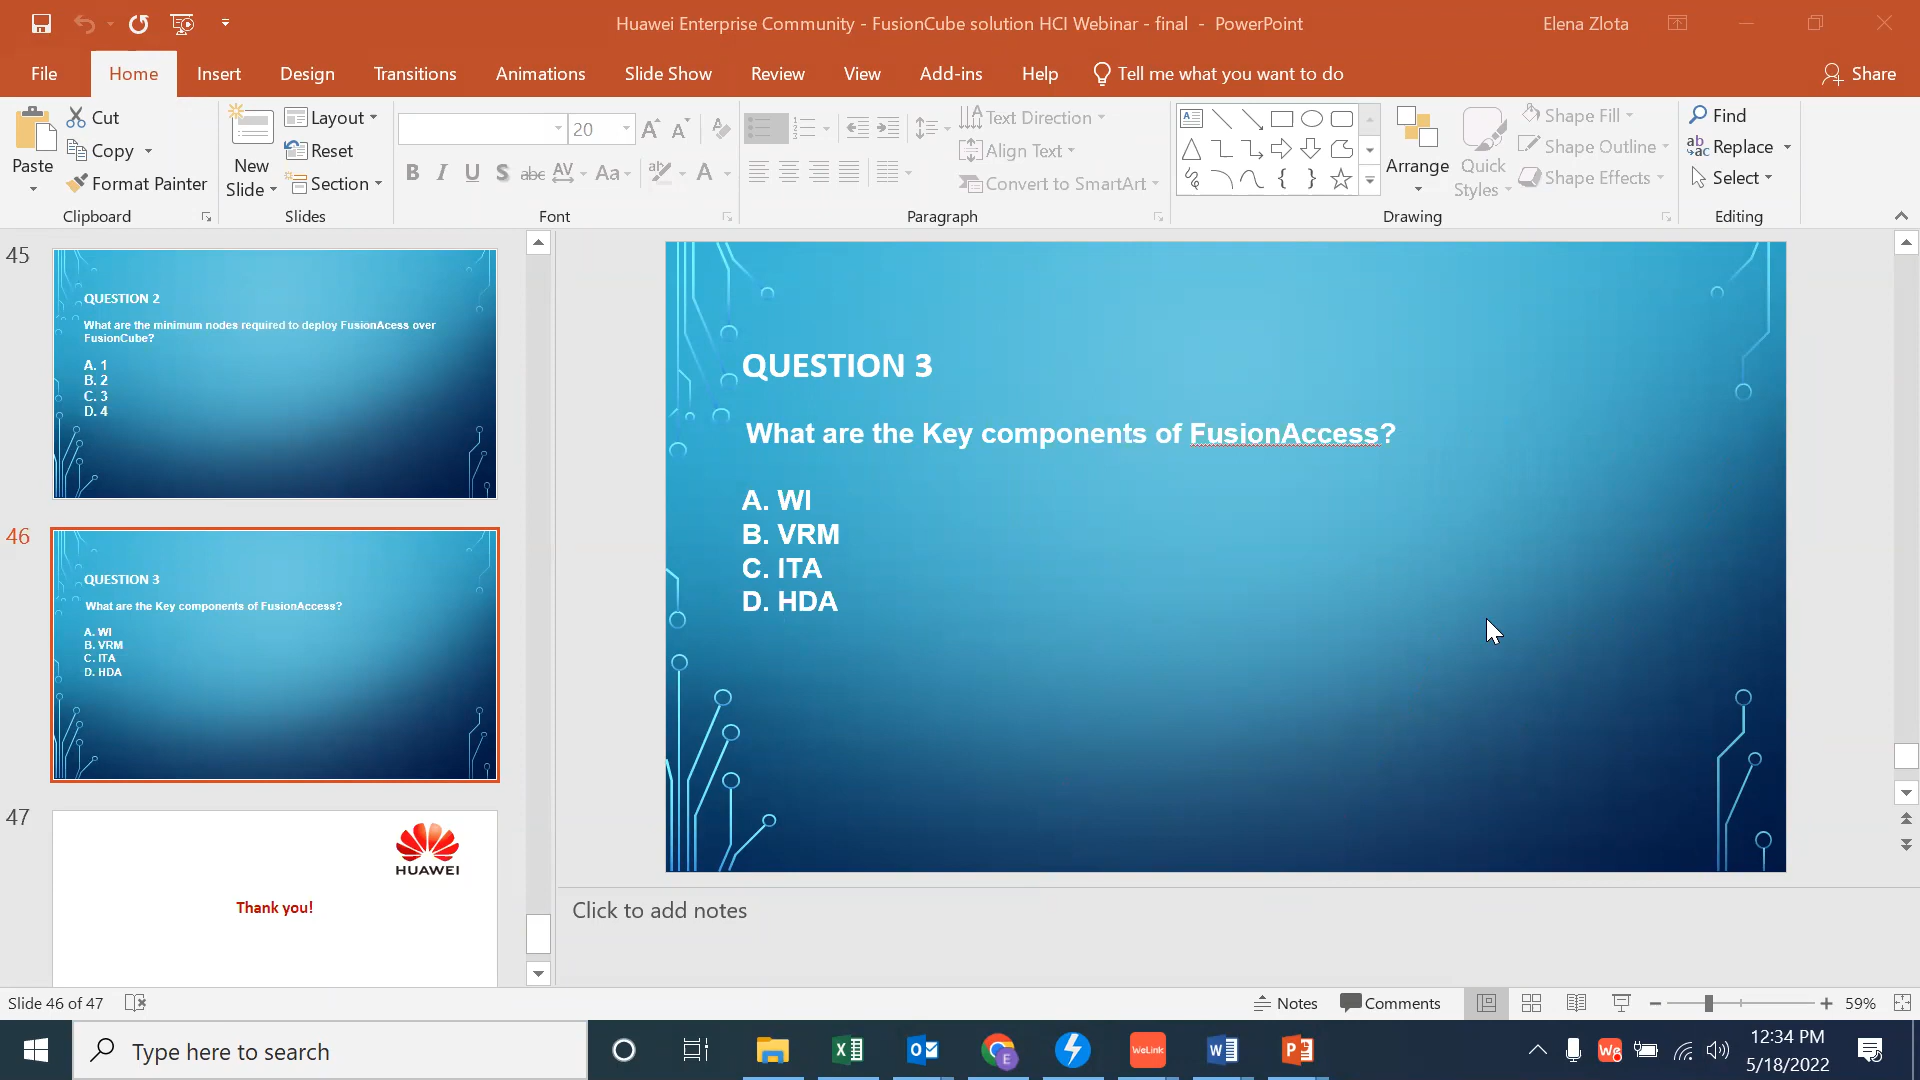 Huawei Enterprise Community - FusionCube solution HCI Webinar - final - PowerPoint
Elena Zlota
File
Home
Insert
Design
Transitions
Animations
Slide Show
Review
View
Add-ins
Help
Tell me what you want to do
Share
Paste
Cut
Copy
Format Painter
Clipboard
New
Slide
Layout
Reset
Section
Slides
20
B I U S abc AV Aa A
Font
Text Direction
Align Text
Convert to SmartArt
Paragraph
Arrange
Quick
Styles
Shape Fill
Shape Outline
Shape Effects
Drawing
Find
Replace
Select
Editing
45
QUESTION 2
What are the minimum nodes required to deploy FusionAcess over
FusionCube?
A. 1
B. 2
C. 3
D. 4
46
QUESTION 3
What are the Key components of FusionAccess?
A. WI
B. VRM
C. ITA
D. HDA
47
HUAWEI
Thank you!
QUESTION 3
What are the Key components of FusionAccess?
A. WI
B. VRM
C. ITA
D. HDA
Click to add notes
Slide 46 of 47
Notes
Comments
59%
Type here to search
WeLink
12:34 PM
5/18/2022